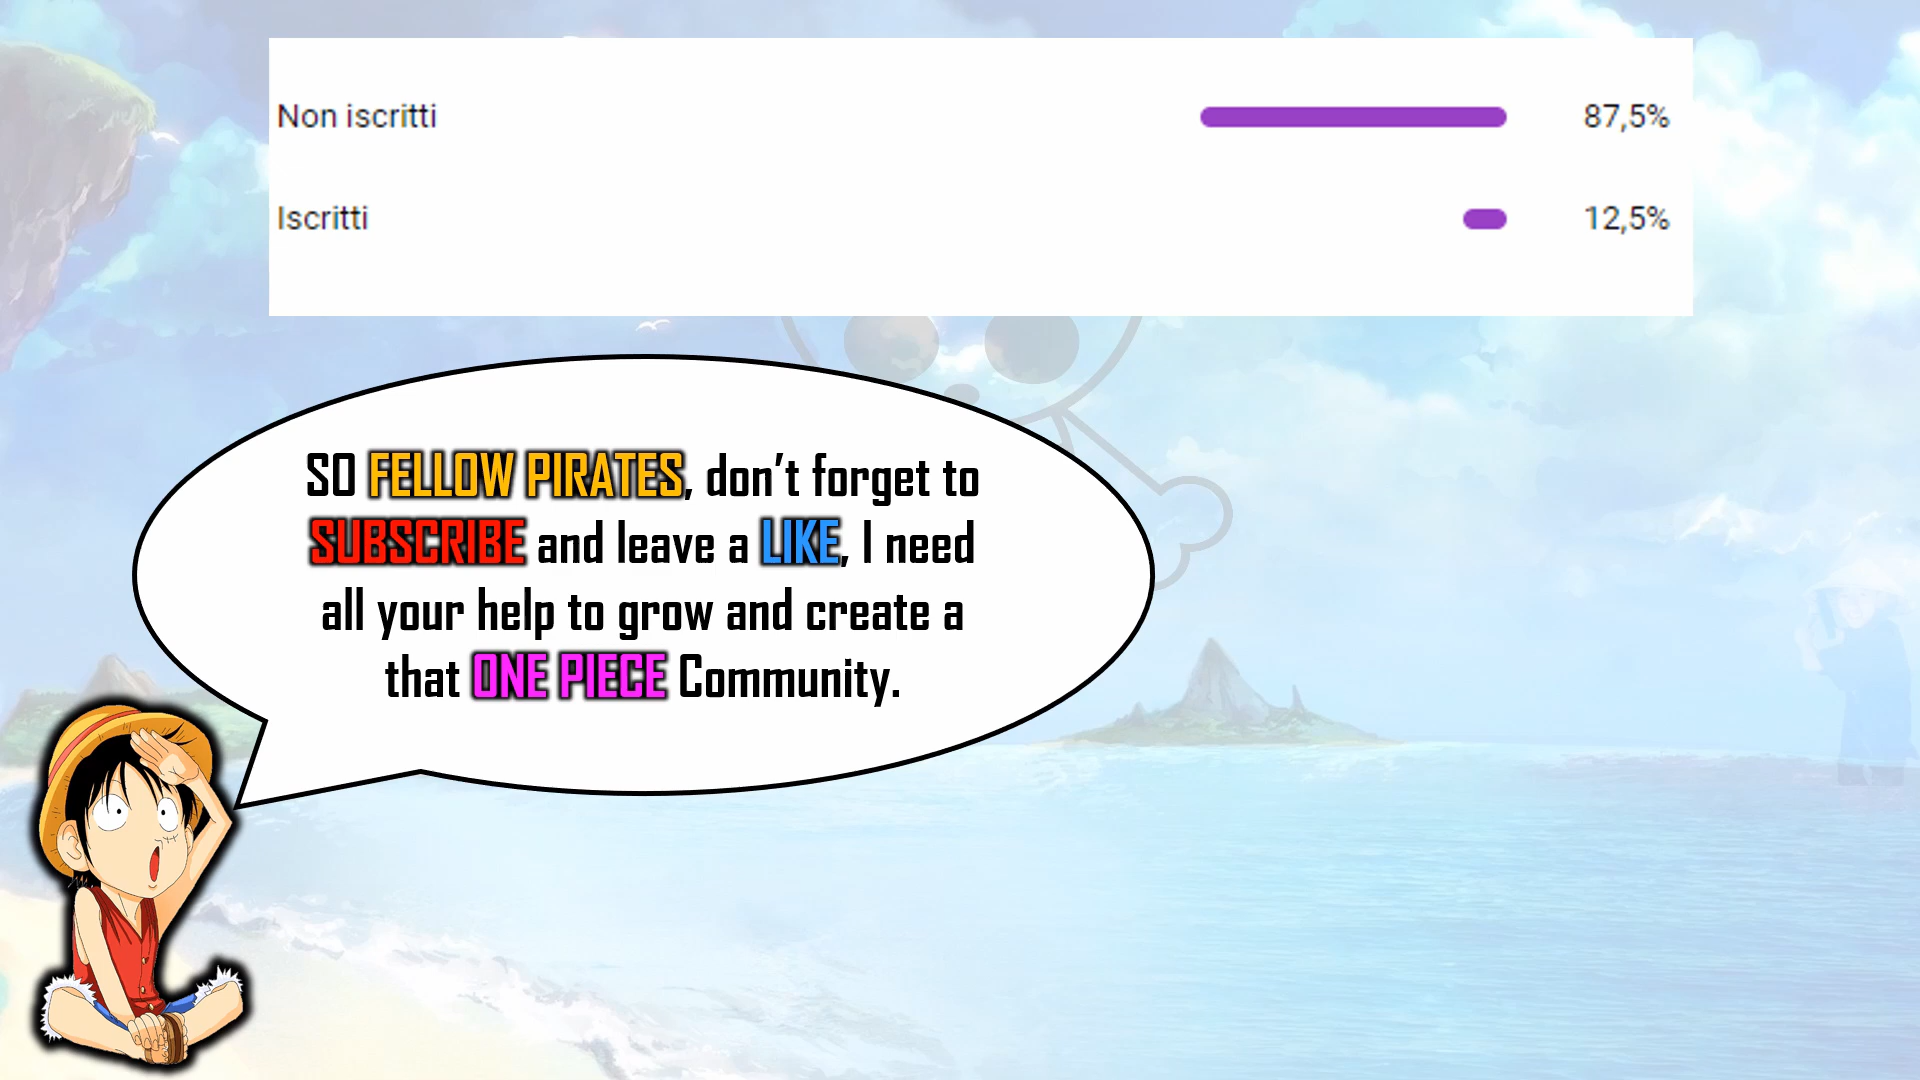 Non iscritti 87,5%
Iscritti 12,5%
SO FELLOW PIRATES, don’t forget to
SUBSCRIBE and leave a LIKE, I need
all your help to grow and create a
that ONE PIECE Community.